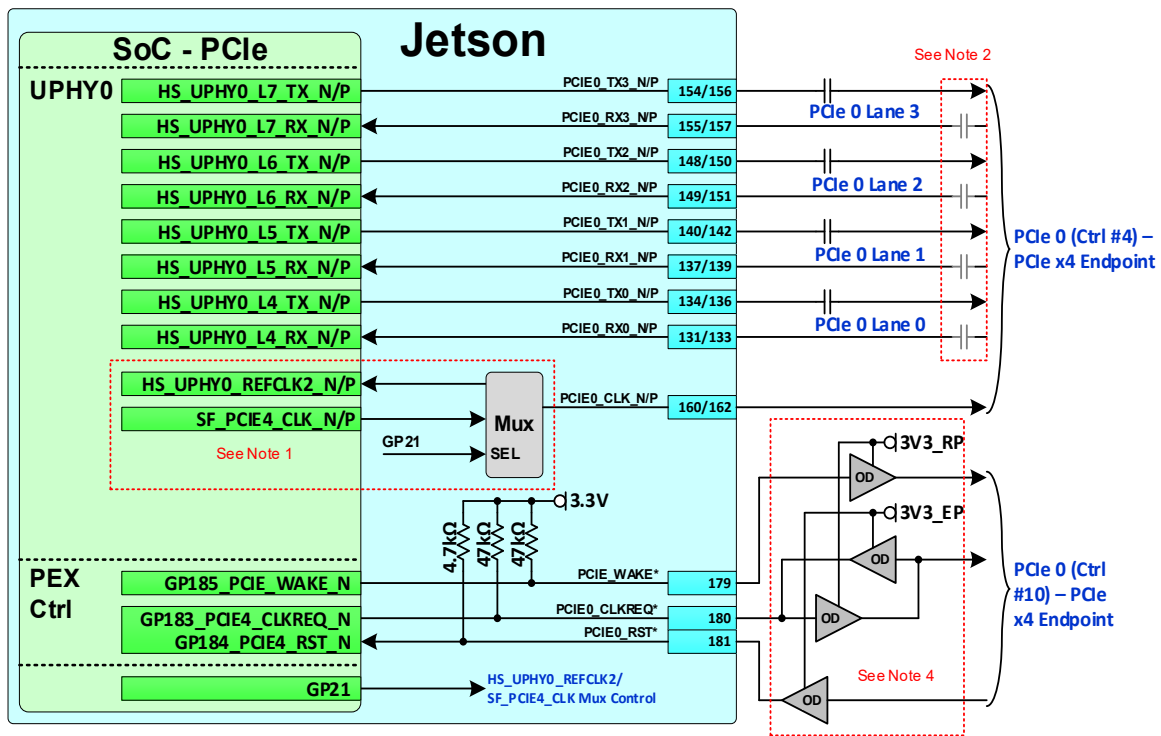 Jetson
SoC - PCIe
See Note 2
UPHY0
HS_UPHY0_L7_TX_N/P
PCIE0_TX3_N/P
154/156
PCIe 0 Lane 3
HS_UPHY0_L7_RX_N/P
PCIE0_RX3_N/P
155/157
HS_UPHY0_L6_TX_N/P
PCIE0_TX2_N/P
148/150
PCIe 0 Lane 2
HS_UPHY0_L6_RX_N/P
PCIE0_RX2_N/P
149/151
HS_UPHY0_L5_TX_N/P
PCIE0_TX1_N/P
140/142
PCIe 0 Lane 1
HS_UPHY0_L5_RX_N/P
PCIE0_RX1_N/P
137/139
HS_UPHY0_L4_TX_N/P
PCIE0_TX0_N/P
134/136
PCIe 0 Lane 0
HS_UPHY0_L4_RX_N/P
PCIE0_RX0_N/P
131/133
PCIe 0 (Ctrl #4) –
PCIe x4 Endpoint
HS_UPHY0_REFCLK2_N/P
SF_PCIE4_CLK_N/P
See Note 1
GP21
Mux
SEL
PCIE0_CLK_N/P
160/162
3V3_RP
OD
3V3_EP
OD
OD
OD
See Note 4
3.3V
4.7kΩ
47kΩ
47kΩ
PEX
Ctrl
GP185_PCIE_WAKE_N
PCIE_WAKE*
179
GP183_PCIE4_CLKREQ_N
PCIE0_CLKREQ*
180
GP184_PCIE4_RST_N
PCIE0_RST*
181
PCIe 0 (Ctrl
#10) – PCIe
x4 Endpoint
GP21
HS_UPHY0_REFCLK2/
SF_PCIE4_CLK Mux Control